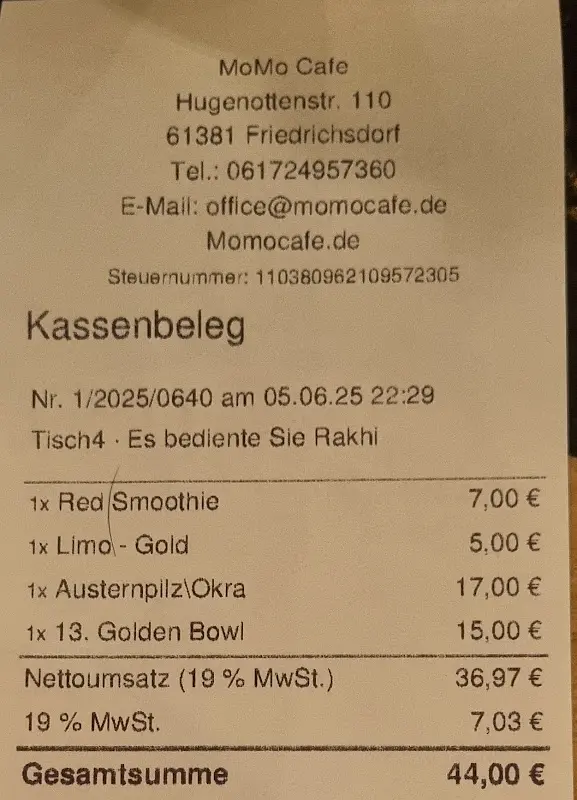 MoMo Cafe
Hugenottenstr. 110
61381 Friedrichsdorf
Tel.: 061724957360
E-Mail: office@momocafe.de
Momocafe.de
Steuernummer: 110380962109572305
Kassenbeleg
Nr. 1/2025/0640 am 05.06.25 22:29
Tisch4 · Es bediente Sie Rakhi
1x Red Smoothie 7,00 €
1x Limo - Gold 5,00 €
1x Austernpilz\Okra 17,00 €
1x 13. Golden Bowl 15,00 €
Nettoumsatz (19 % MwSt.) 36,97 €
19 % MwSt. 7,03 €
Gesamtsumme 44,00 €